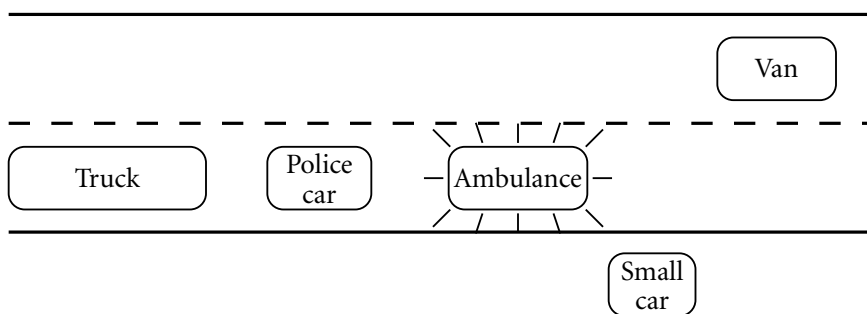 Van
Truck
Police
car
Ambulance
Small
car